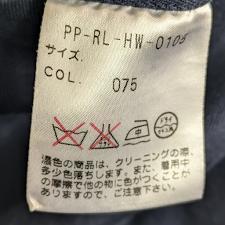 PP-RL-HW-0105
サイズ.
COL. 075
中
ドライ
濃色の商品は、クリーニングの際、
多少色落ちします。また、着用中
の摩擦で他の物に色がつくことが
ありますので、ご注意下さい。